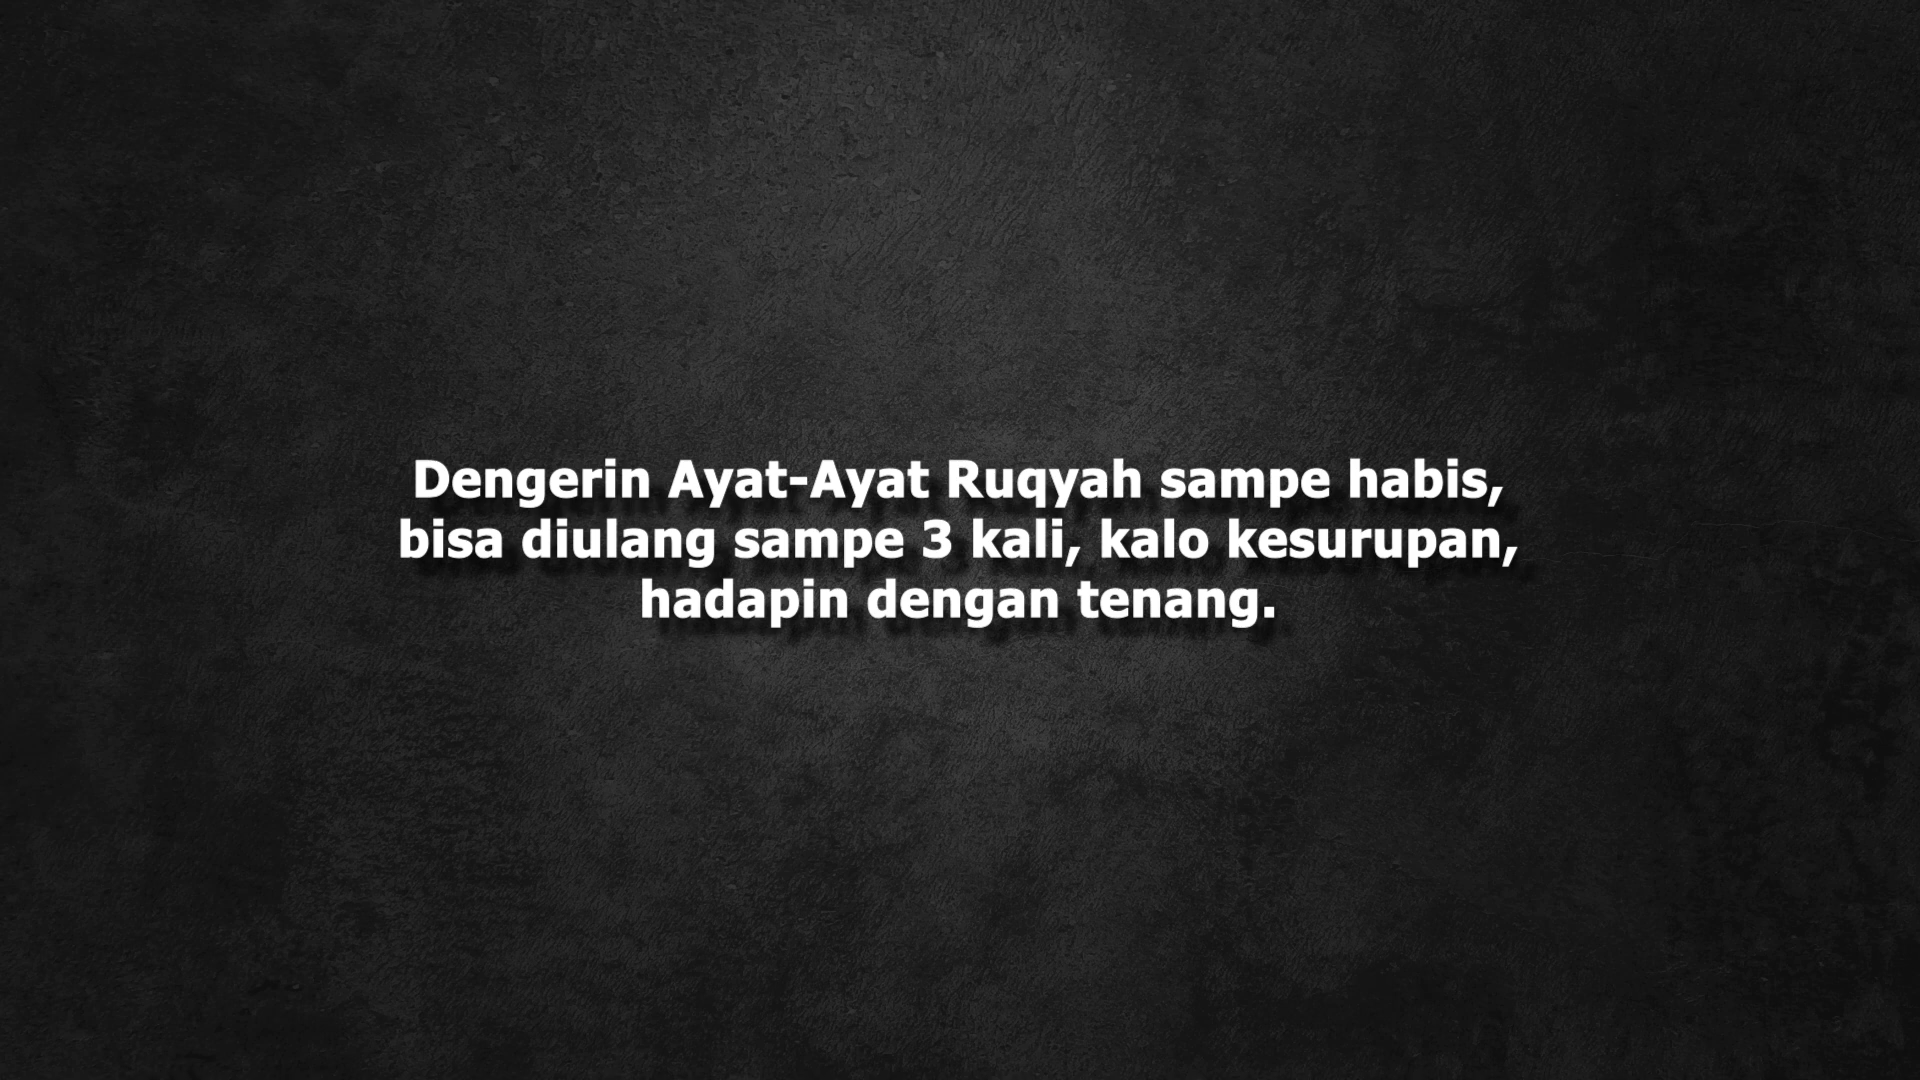 Dengerin Ayat-Ayat Ruqyah sampe habis,
bisa diulang sampe 3 kali, kalo kesurupan,
hadapin dengan tenang.